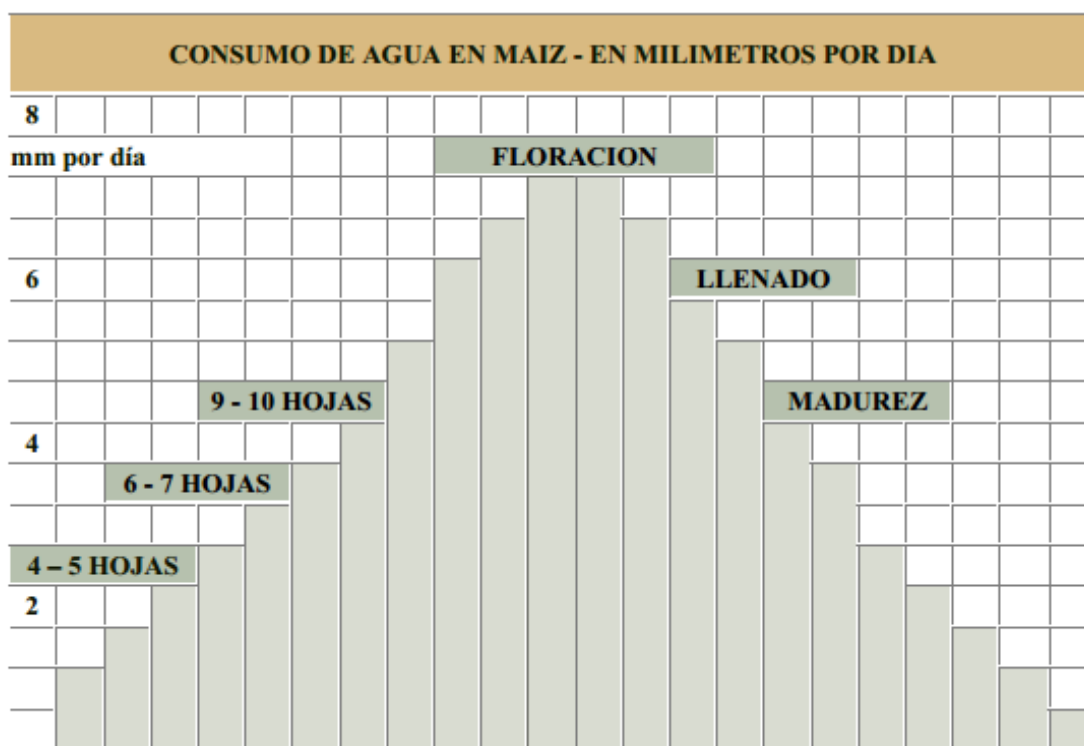 CONSUMO DE AGUA EN MAIZ - EN MILIMETROS POR DIA
8
mm por día
FLORACION
6
LLENADO
9 - 10 HOJAS
MADUREZ
4
6 - 7 HOJAS
4 – 5 HOJAS
2